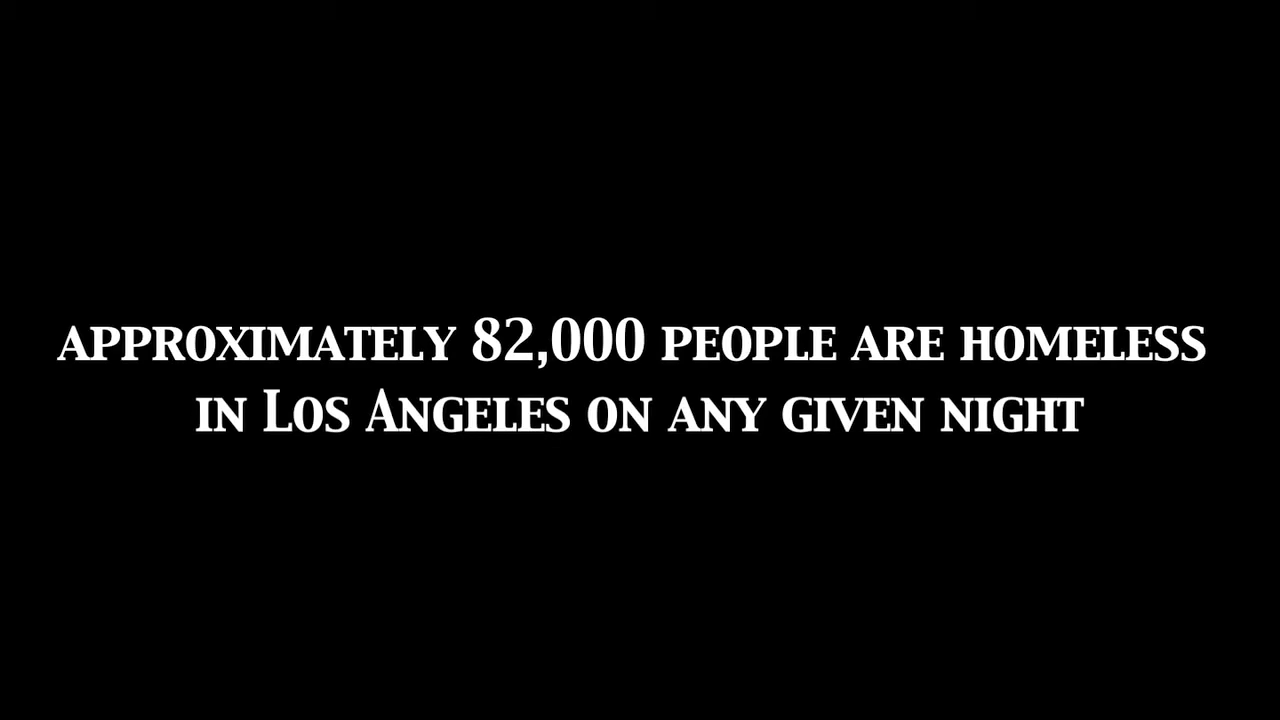 approximately 82,000 people are homeless
in Los Angeles on any given night